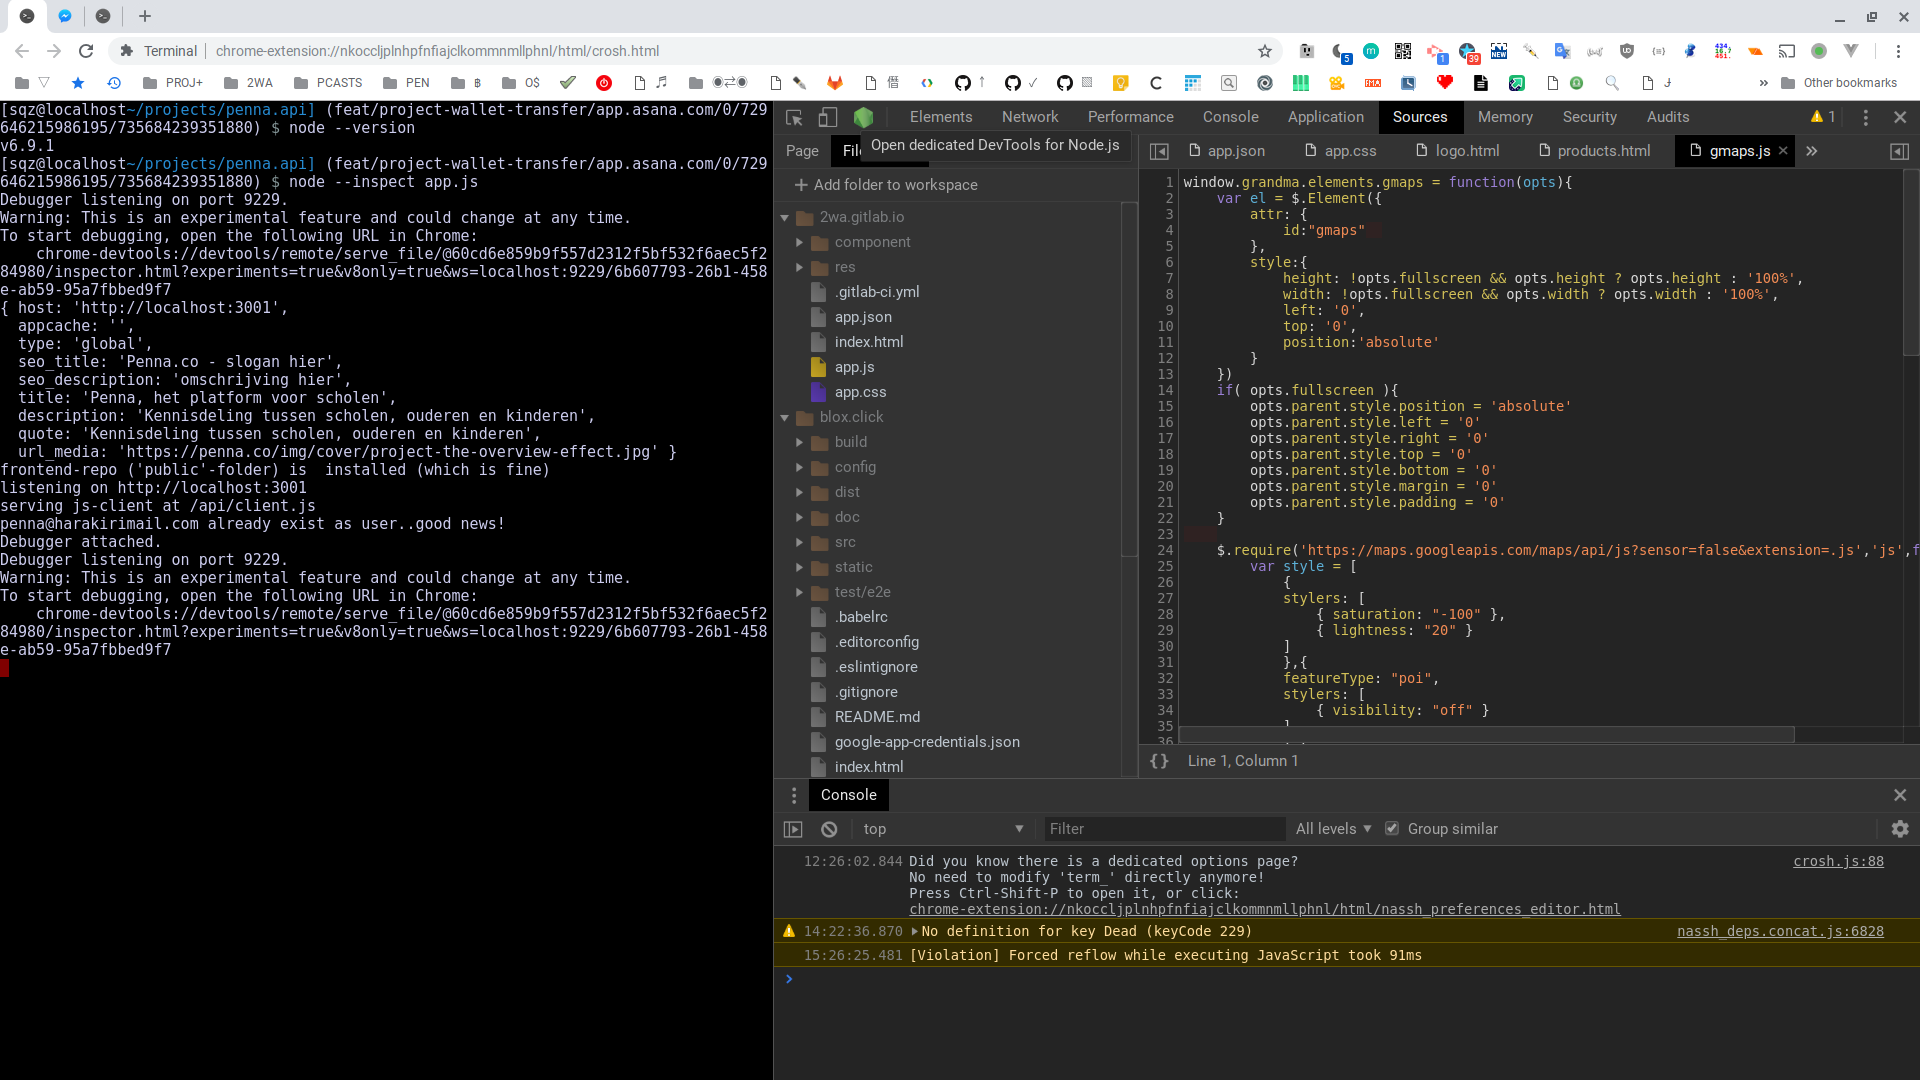 Terminal
chrome-extension://nkoccljplnhpfnfiajclkommnmllphnl/html/crosh.html
5
1
NEW
39
PROJ+
2WA
PCASTS
PEN
O$
»
Other bookmarks
[sqz@localhost~/projects/penna.api] (feat/project-wallet-transfer/app.asana.com/0/729
646215986195/735684239351880) $ node --version
v6.9.1
[sqz@localhost~/projects/penna.api] (feat/project-wallet-transfer/app.asana.com/0/729
646215986195/735684239351880) $ node --inspect app.js
Debugger listening on port 9229.
Warning: This is an experimental feature and could change at any time.
To start debugging, open the following URL in Chrome:
    chrome-devtools://devtools/remote/serve_file/@60cd6e859b9f557d2312f5bf532f6aec5f2
84980/inspector.html?experiments=true&v8only=true&ws=localhost:9229/6b607793-26b1-458
e-ab59-95a7fbbed9f7
{ host: 'http://localhost:3001',
  appcache: '',
  type: 'global',
  seo_title: 'Penna.co - slogan hier',
  seo_description: 'omschrijving hier',
  title: 'Penna, het platform voor scholen',
  description: 'Kennisdeling tussen scholen, ouderen en kinderen',
  quote: 'Kennisdeling tussen scholen, ouderen en kinderen',
  url_media: 'https://penna.co/img/cover/project-the-overview-effect.jpg' }
frontend-repo ('public'-folder) is  installed (which is fine)
listening on http://localhost:3001
serving js-client at /api/client.js
penna@harakirimail.com already exist as user..good news!
Debugger attached.
Debugger listening on port 9229.
Warning: This is an experimental feature and could change at any time.
To start debugging, open the following URL in Chrome:
    chrome-devtools://devtools/remote/serve_file/@60cd6e859b9f557d2312f5bf532f6aec5f2
84980/inspector.html?experiments=true&v8only=true&ws=localhost:9229/6b607793-26b1-458
e-ab59-95a7fbbed9f7
Elements Network Performance Console Application Sources Memory Security Audits 1
Open dedicated DevTools for Node.js
Page
app.json app.css logo.html products.html gmaps.js × »
+ Add folder to workspace
2wa.gitlab.io
component
res
.gitlab-ci.yml
app.json
index.html
app.js
app.css
blox.click
build
config
dist
doc
src
static
test/e2e
.babelrc
.editorconfig
.eslintignore
.gitignore
README.md
google-app-credentials.json
index.html
1 window.grandma.elements.gmaps = function(opts){
2     var el = $.Element({
3         attr: {
4             id:"gmaps"
5         },
6         style:{
7             height: !opts.fullscreen && opts.height ? opts.height : '100%',
8             width: !opts.fullscreen && opts.width ? opts.width : '100%',
9             left: '0',
10             top: '0',
11             position:'absolute'
12         }
13     })
14     if( opts.fullscreen ){
15         opts.parent.style.position = 'absolute'
16         opts.parent.style.left = '0'
17         opts.parent.style.right = '0'
18         opts.parent.style.top = '0'
19         opts.parent.style.bottom = '0'
20         opts.parent.style.margin = '0'
21         opts.parent.style.padding = '0'
22     }
23
24     $.require('https://maps.googleapis.com/maps/api/js?sensor=false&extension=.js','js',f
25         var style = [
26             {
27             stylers: [
28                 { saturation: "-100" },
29                 { lightness: "20" }
30             ]
31             },{
32             featureType: "poi",
33             stylers: [
34                 { visibility: "off" }
35             ]
36
{} Line 1, Column 1
Console
top
Filter
All levels
Group similar
12:26:02.844 Did you know there is a dedicated options page? crosh.js:88
No need to modify 'term_' directly anymore!
Press Ctrl-Shift-P to open it, or click:
chrome-extension://nkoccljplnhpfnfiajclkommnmllphnl/html/nassh_preferences_editor.html
14:22:36.870 No definition for key Dead (keyCode 229) nassh_deps.concat.js:6828
15:26:25.481 [Violation] Forced reflow while executing JavaScript took 91ms